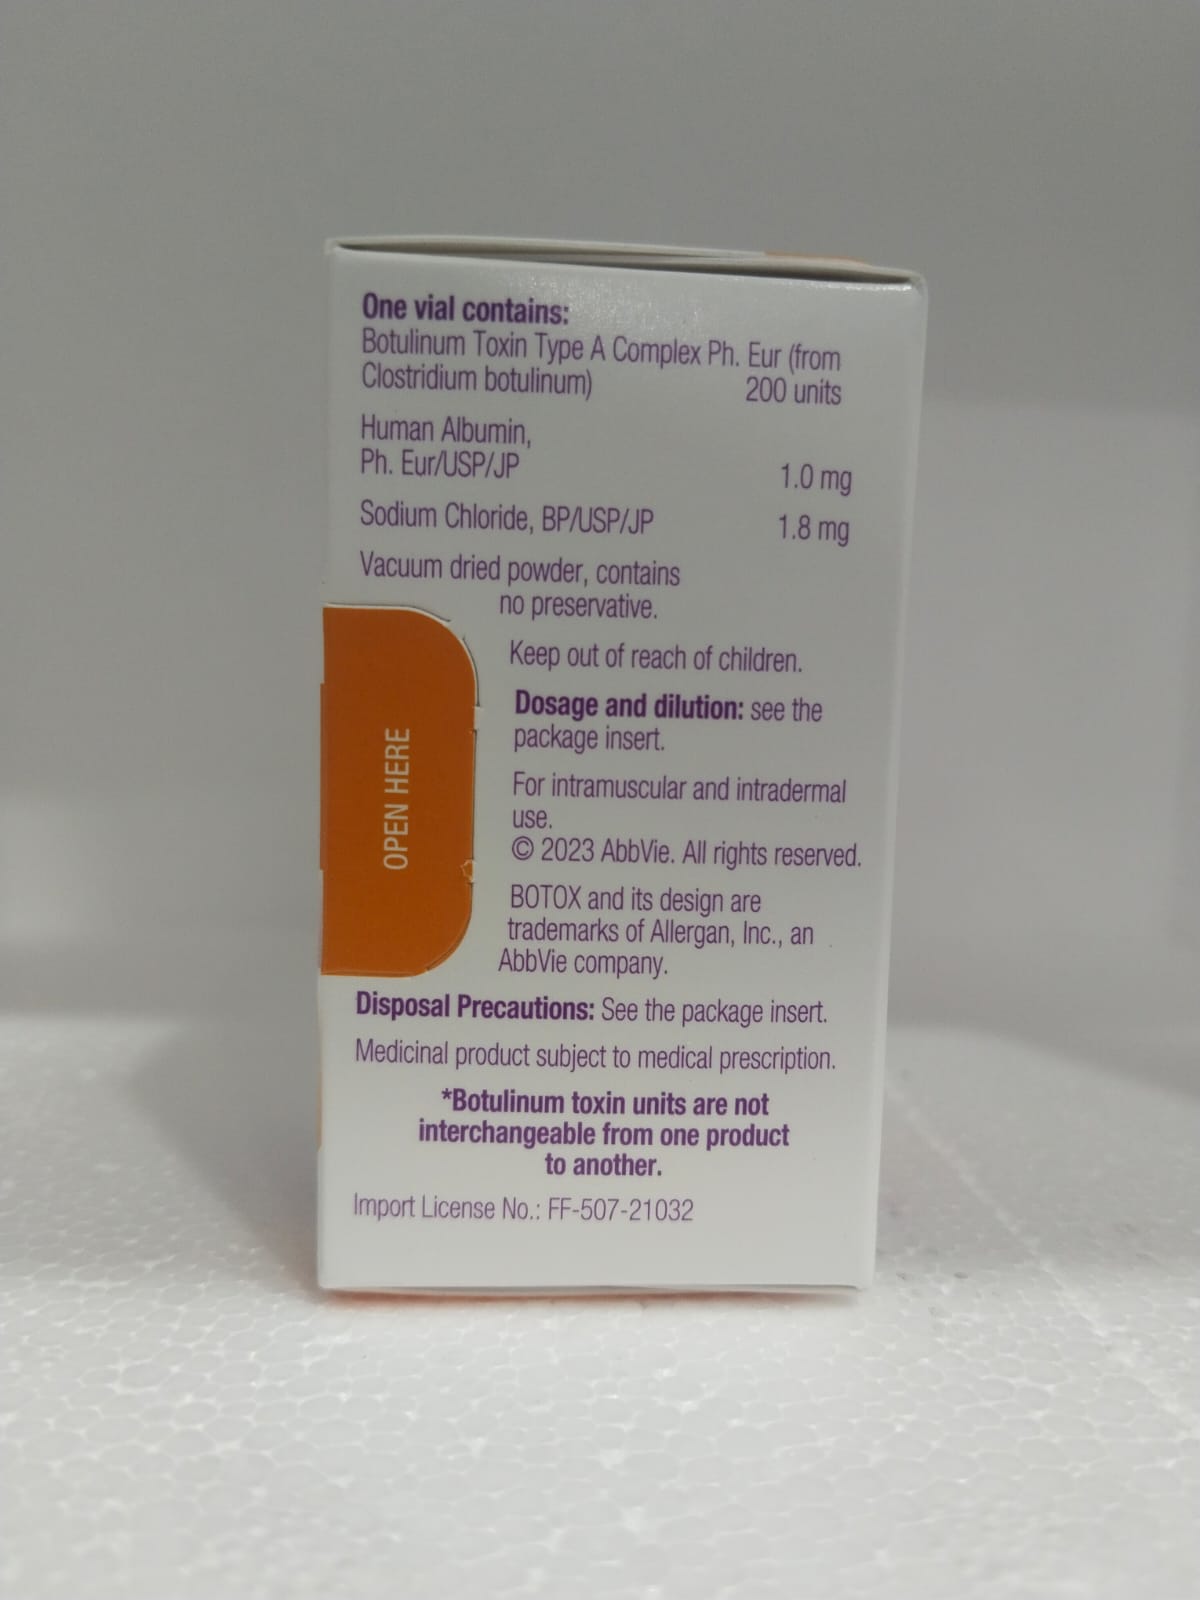 One vial contains:
Botulinum Toxin Type A Complex Ph. Eur (from
Clostridium botulinum) 200 units
Human Albumin,
Ph. Eur/USP/JP 1.0 mg
Sodium Chloride, BP/USP/JP 1.8 mg
Vacuum dried powder, contains
no preservative.
Keep out of reach of children.
Dosage and dilution: see the
package insert.
For intramuscular and intradermal
use.
© 2023 AbbVie. All rights reserved.
OPEN HERE
BOTOX and its design are
trademarks of Allergan, Inc., an
AbbVie company.
Disposal Precautions: See the package insert.
Medicinal product subject to medical prescription.
*Botulinum toxin units are not
interchangeable from one product
to another.
Import License No.: FF-507-21032